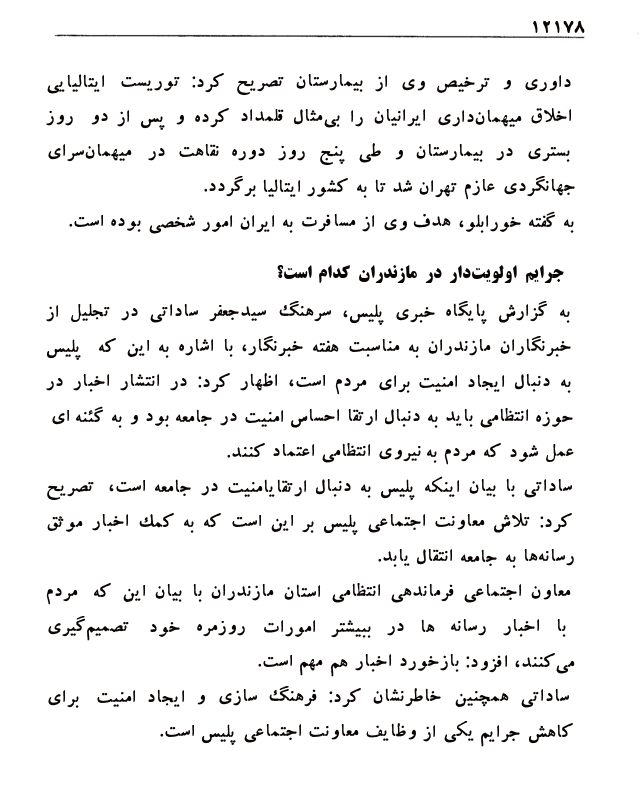 ۱۲۱۷۸
داوری و ترخیص وی از بیمارستان تصریح کرد: توریست ایتالیایی
اخلاق میهمان‌داری ایرانیان را بی‌مثال قلمداد کرده و پس از دو روز
بستری در بیمارستان و طی پنج روز دوره نقاهت در میهمان‌سرای
جهانگردی عازم تهران شد تا به کشور ایتالیا برگردد.
به گفته خورابلو، هدف وی از مسافرت به ایران امور شخصی بوده است.
جرایم اولویت‌دار در مازندران کدام است؟
به گزارش پایگاه خبری پلیس، سرهنگ سیدجعفر ساداتی در تجلیل از
خبرنگاران مازندران به مناسبت هفته خبرنگار، با اشاره به این که پلیس
به دنبال ایجاد امنیت برای مردم است، اظهار کرد: در انتشار اخبار در
حوزه انتظامی باید به دنبال ارتقا احساس امنیت در جامعه بود و به گئنه ای
عمل شود که مردم به نیروی انتظامی اعتماد کنند.
ساداتی با بیان اینکه پلیس به دنبال ارتقایامنیت در جامعه است، تصریح
کرد: تلاش معاونت اجتماعی پلیس بر این است که به کمك اخبار موثق
رسانه‌ها به جامعه انتقال یابد.
معاون اجتماعی فرماندهی انتظامی استان مازندران با بیان این که مردم
با اخبار رسانه ها در ببیشتر امورات روزمره خود تصمیم‌گیری
می‌کنند، افزود: بازخورد اخبار هم مهم است.
ساداتی همچنین خاطرنشان کرد: فرهنگ سازی و ایجاد امنیت برای
کاهش جرایم یکی از وظایف معاونت اجتماعی پلیس است.